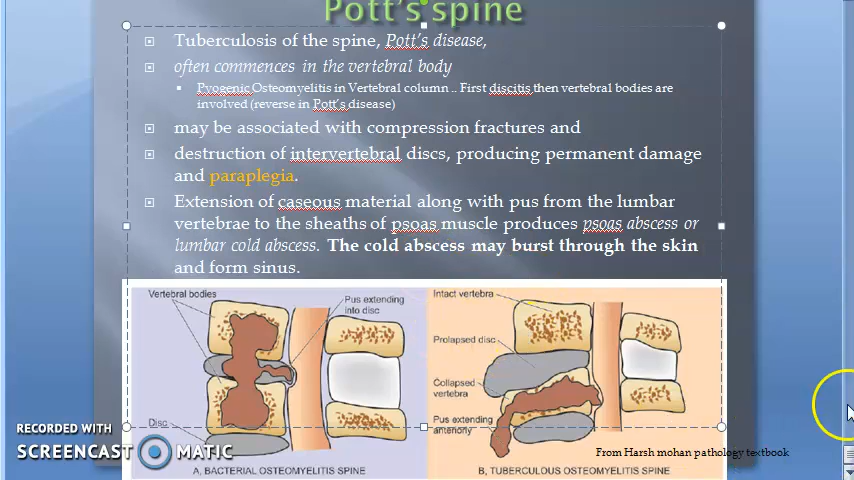 Pott's spine
Tuberculosis of the spine, Pott's disease,
often commences in the vertebral body
Pyogenic Osteomyelitis in Vertebral column .. First discitis then vertebral bodies are
involved (reverse in Pott's disease)
may be associated with compression fractures and
destruction of intervertebral discs, producing permanent damage
and paraplegia.
Extension of caseous material along with pus from the lumbar
vertebrae to the sheaths of psoas muscle produces psoas abscess or
lumbar cold abscess. The cold abscess may burst through the skin
and form sinus.
Vertebral bodies
Pus extending
into disc
Disc
A, BACTERIAL OSTEOMYELITIS SPINE
Intact vertebra
Prolapsed disc
Collapsed
vertebra
Pus extending
anteriorly
B, TUBERCULOUS OSTEOMYELITIS SPINE
From Harsh mohan pathology textbook
RECORDED WITH
SCREENCAST MATIC